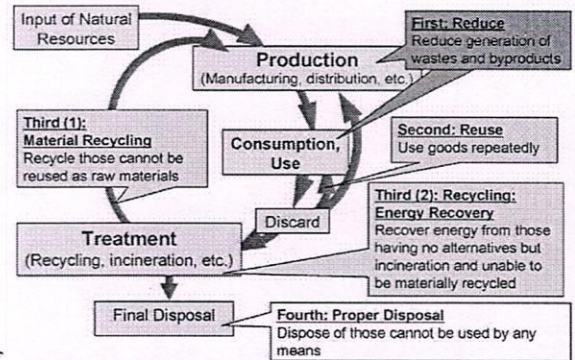 Input of Natural
Resources
First: Reduce
Reduce generation of
wastes and byproducts
Production
(Manufacturing, distribution, etc.)
Third (1):
Material Recycling
Recycle those cannot be
reused as raw materials
Consumption,
Use
Second: Reuse
Use goods repeatedly
Discard
Third (2): Recycling:
Energy Recovery
Recover energy from those
having no alternatives but
incineration and unable to
be materially recycled
Treatment
(Recycling, incineration, etc.)
Final Disposal
Fourth: Proper Disposal
Dispose of those cannot be used by any
means